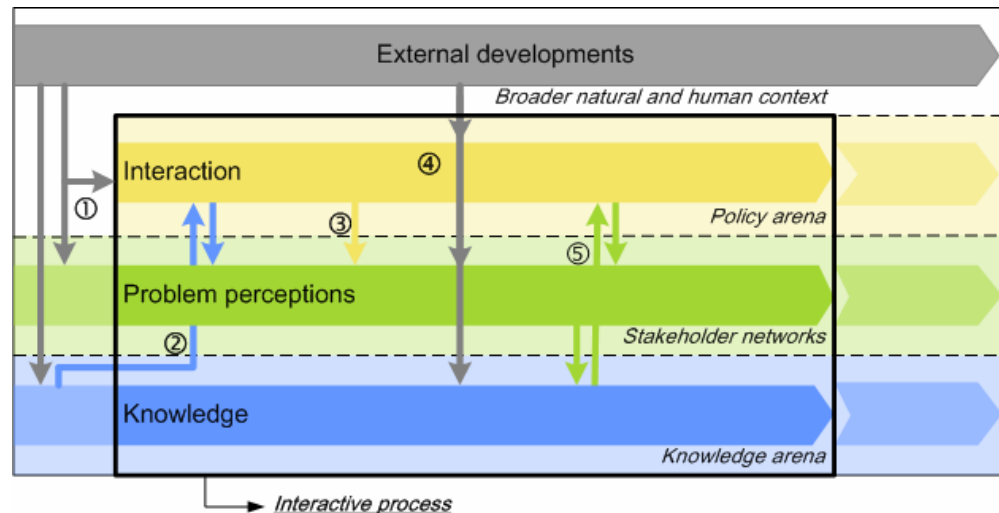 External developments
Broader natural and human context
④
Interaction
①
③
Policy arena
⑤
Problem perceptions
②
Stakeholder networks
Knowledge
Knowledge arena
Interactive process